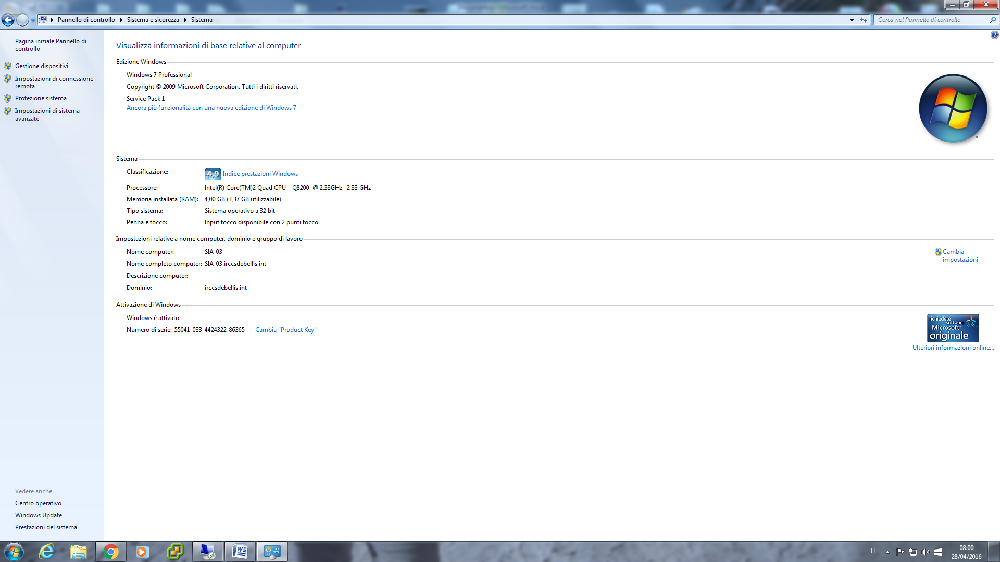 Pannello di controllo
Sistema e sicurezza
Sistema
Cerca nel Pannello di controllo
Pagina iniziale Pannello di
controllo
Gestione dispositivi
Impostazioni di connessione
remota
Protezione sistema
Impostazioni di sistema
avanzate
Visualizza informazioni di base relative al computer
Edizione Windows
Windows 7 Professional
Copyright © 2009 Microsoft Corporation. Tutti i diritti riservati.
Service Pack 1
Ancora più funzionalità con una nuova edizione di Windows 7
Sistema
Classificazione: 4,9 Indice prestazioni Windows
Processore: Intel(R) Core(TM)2 Quad CPU Q8200 @ 2.33GHz 2.33 GHz
Memoria installata (RAM): 4,00 GB (3,37 GB utilizzabile)
Tipo sistema: Sistema operativo a 32 bit
Penna e tocco: Input tocco disponibile con 2 punti tocco
Impostazioni relative a nome computer, dominio e gruppo di lavoro
Nome computer: SIA-03
Cambia
impostazioni
Nome completo computer: SIA-03.irccsdebellis.int
Descrizione computer:
Dominio: irccsdebellis.int
Attivazione di Windows
Windows è attivato
Numero di serie: 55041-033-4424322-86365 Cambia "Product Key"
richiedete
software
Microsoft®
originale
Ulteriori informazioni online...
Vedere anche
Centro operativo
Windows Update
Prestazioni del sistema
IT
08:00
28/04/2016